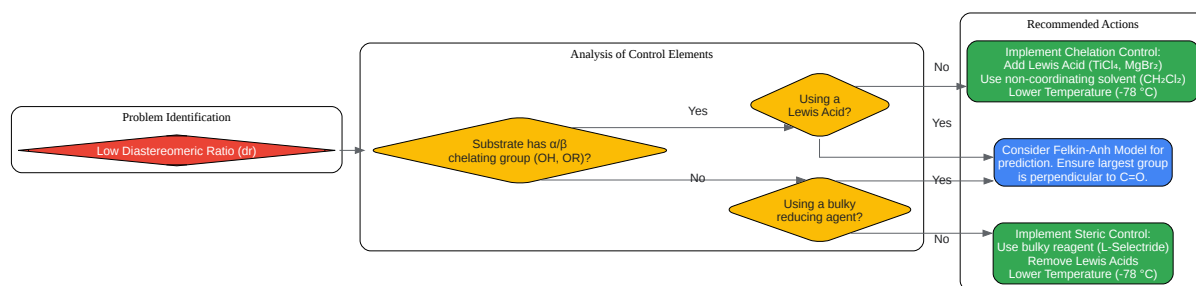 Problem Identification
Low Diastereomeric Ratio (dr)
Analysis of Control Elements
Substrate has α/β
chelating group (OH, OR)?
Yes
No
Using a
Lewis Acid?
Using a bulky
reducing agent?
No
Yes
Yes
No
Recommended Actions
Implement Chelation Control:
Add Lewis Acid (TiCl₄, MgBr₂)
Use non-coordinating solvent (CH₂Cl₂)
Lower Temperature (-78 °C)
Consider Felkin-Anh Model for
prediction. Ensure largest group
is perpendicular to C=O.
Implement Steric Control:
Use bulky reagent (L-Selectride)
Remove Lewis Acids
Lower Temperature (-78 °C)